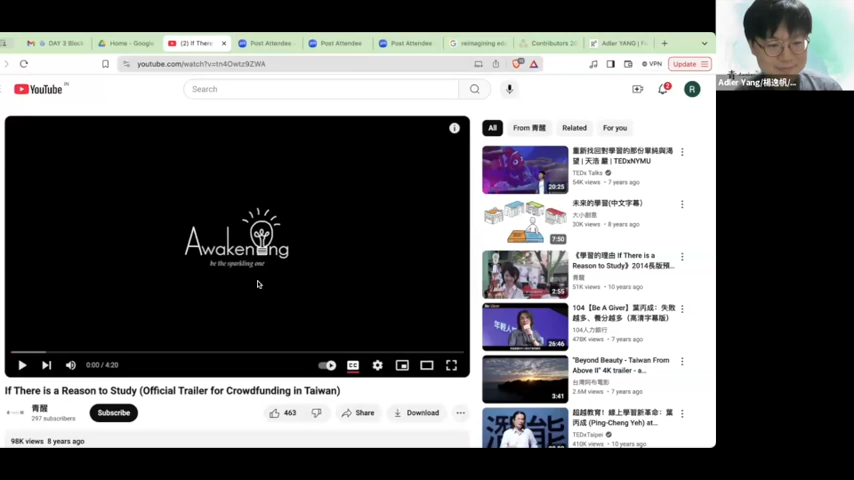 DAY 3 Block
Home - Google
(2) If There
Post Attendee
Post Attendee
Post Attendee
reimagining ed
Contributors 2
Adler YANG | F
youtube.com/watch?v=tn4Owtz9ZWA
VPN
Update
YouTube
IN
Search
R
Adler Yang/楊逸帆/...
Awakening
be the sparkling one
0:00 / 4:20
CC
If There is a Reason to Study (Official Trailer for Crowdfunding in Taiwan)
青醒
297 subscribers
Subscribe
463
Share
Download
98K views 8 years ago
All
From 青醒
Related
For you
重新找回對學習的那份單純與渴
望 | 天浩 嚴 | TEDxNYMU
TEDx Talks
54K views • 7 years ago
20:25
未來的學習(中文字幕)
大小創意
30K views • 8 years ago
7:50
《學習的理由 If There is a
Reason to Study》2014長版預...
青醒
51K views • 10 years ago
2:55
104【Be A Giver】葉丙成：失敗
越多、養分越多（高清字幕版）
104人力銀行
478K views • 7 years ago
26:46
"Beyond Beauty - Taiwan From
Above II" 4K trailer - a...
台灣阿布電影
2.6M views • 7 years ago
3:41
超越教育！線上學習新革命：葉
丙成 (Ping-Cheng Yeh) at...
TEDxTaipei
410K views • 10 years ago